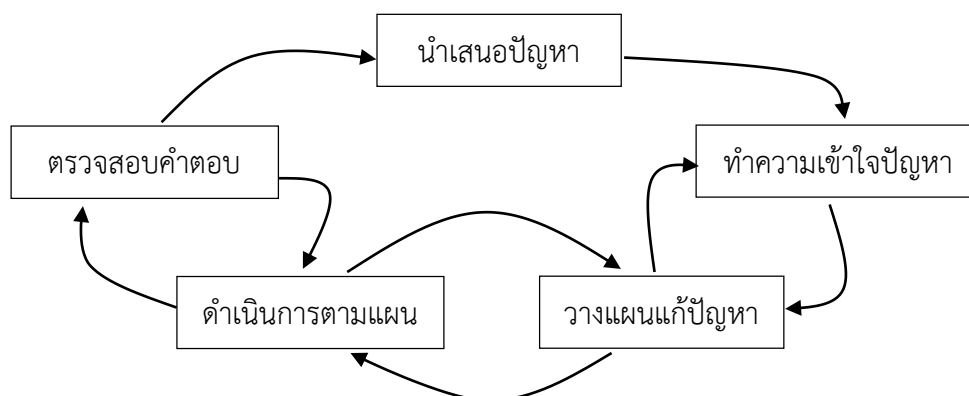 นำเสนอปัญหา
ตรวจสอบคำตอบ
ทำความเข้าใจปัญหา
ดำเนินการตามแผน
วางแผนแก้ปัญหา